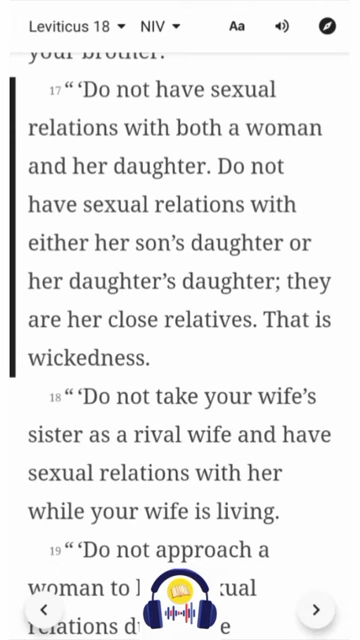 Leviticus 18 NIV Aa
your brother.
17 “ ‘Do not have sexual
relations with both a woman
and her daughter. Do not
have sexual relations with
either her son’s daughter or
her daughter’s daughter; they
are her close relatives. That is
wickedness.
18 “ ‘Do not take your wife’s
sister as a rival wife and have
sexual relations with her
while your wife is living.
19 “ ‘Do not approach a
woman to
relations